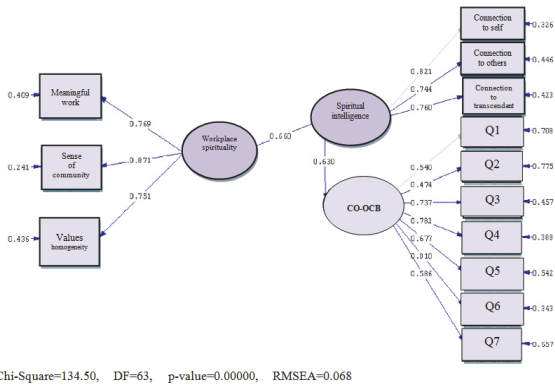 Connection
to self
0.326
Connection
to others
0.446
Connection
to
transcendant
0.423
0.821
0.744
0.760
Spiritual
intelligence
0.409
Meaningful
work
0.769
Workplace
spirituality
0.660
0.630
0.241
Sense
of
community
0.871
0.436
Values
homogeneity
0.751
CO-OCB
0.540
0.474
0.737
0.782
0.677
0.810
0.586
Q1
0.708
Q2
0.775
Q3
0.457
Q4
0.388
Q5
0.542
Q6
0.343
Q7
0.657
Chi-Square=134.50, DF=63, p-value=0.00000, RMSEA=0.068